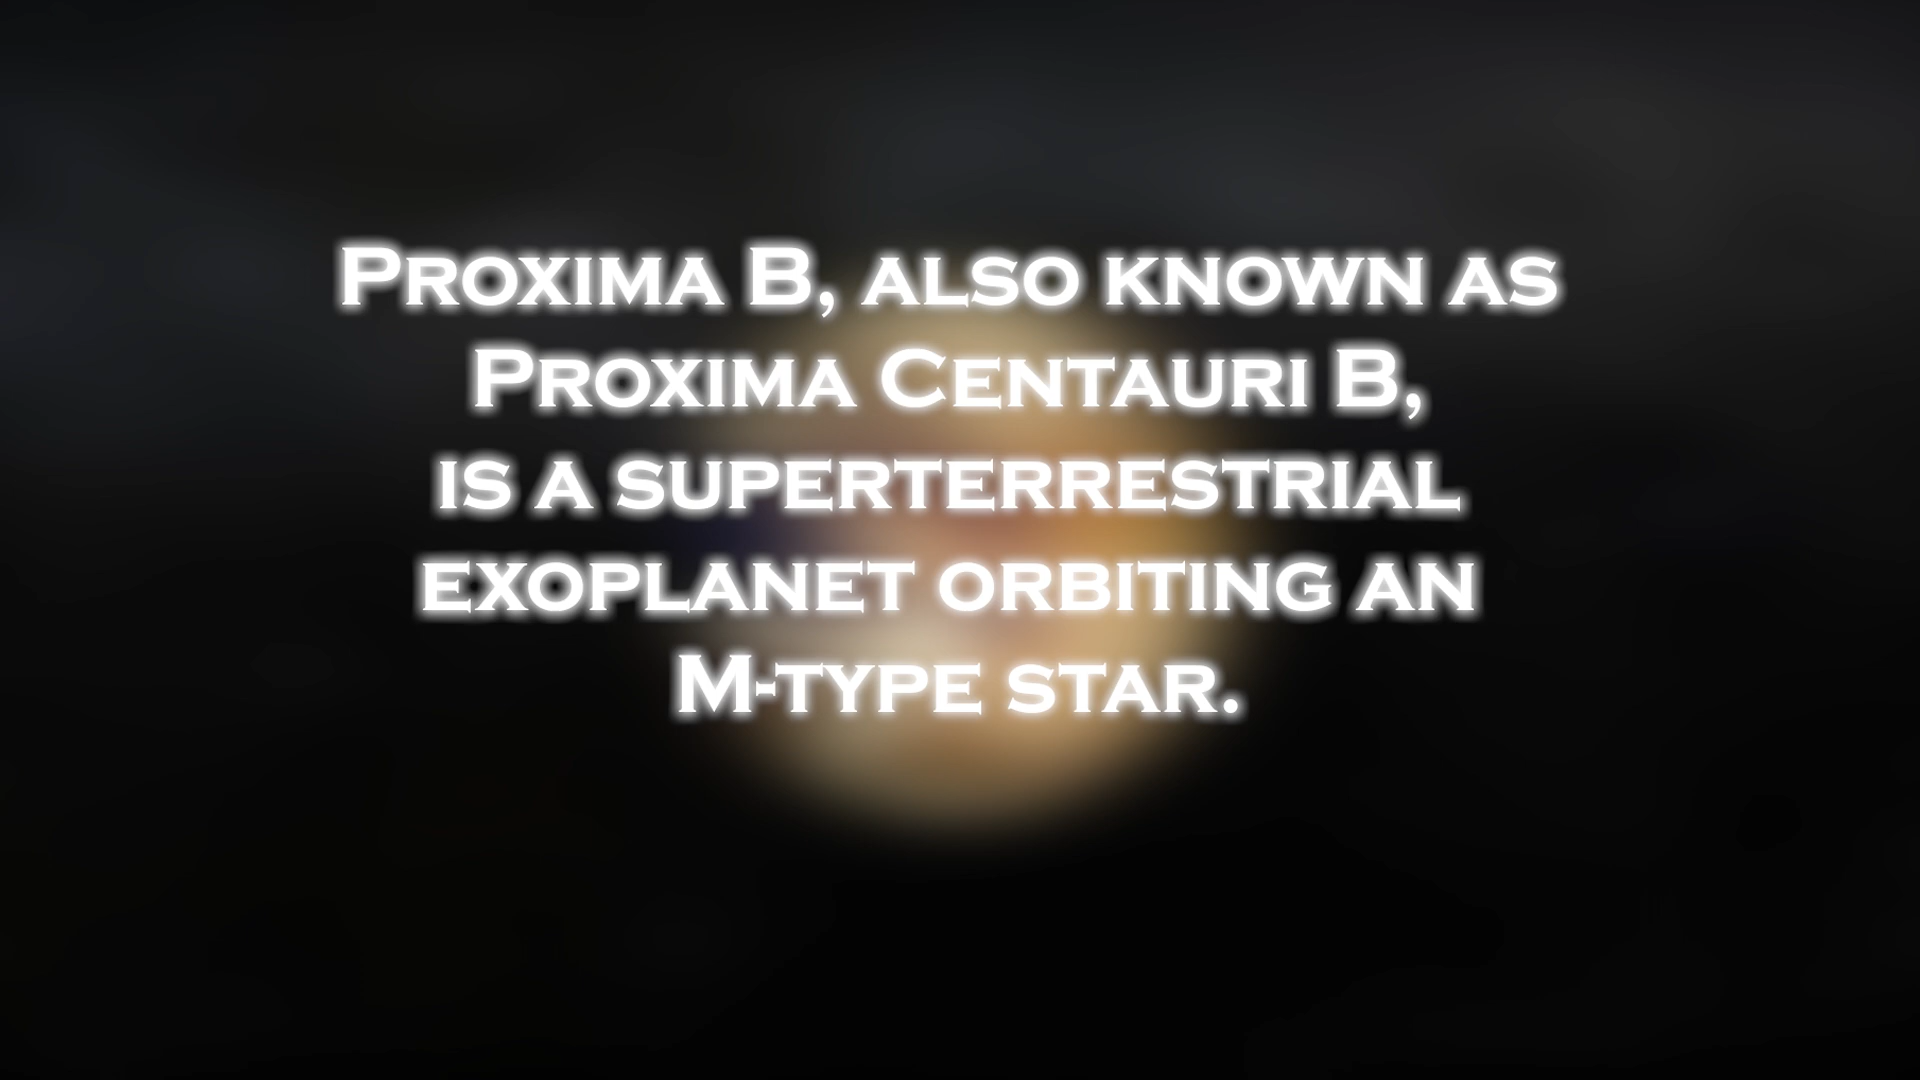 Proxima B, also known as
Proxima Centauri B,
is a superterrestrial
exoplanet orbiting an
M-type star.